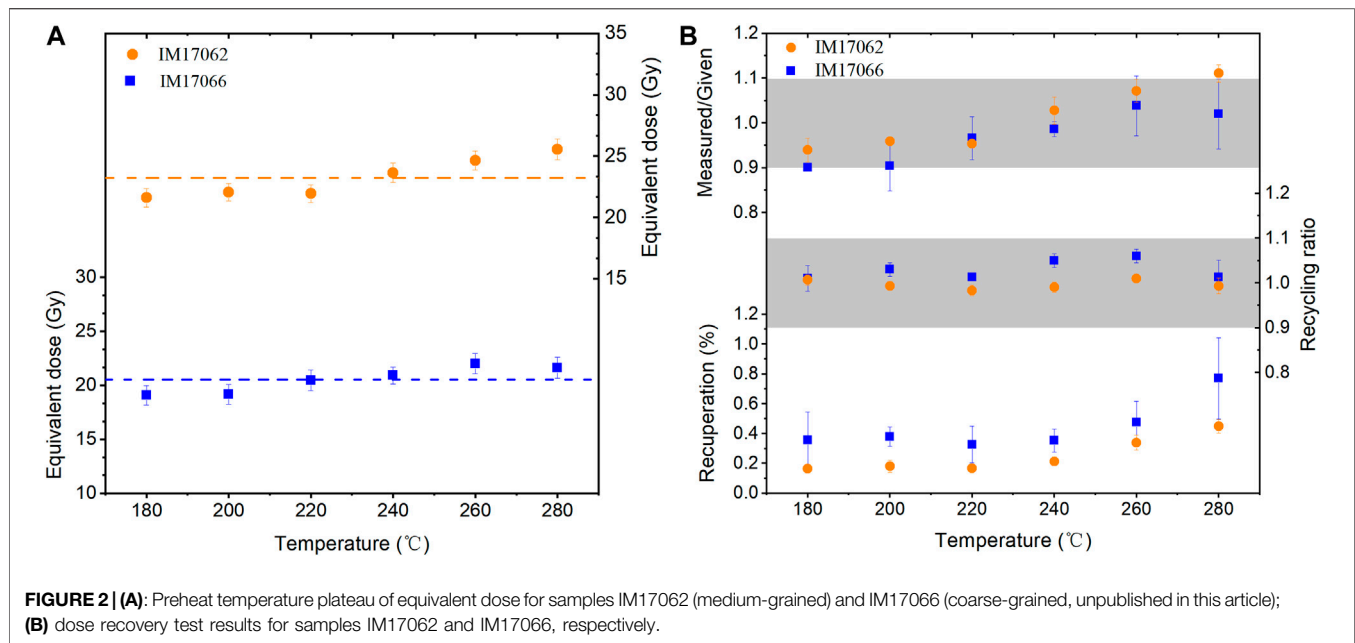 A
IM17062
IM17066
Equivalent dose (Gy)
30
25
20
15
10
35
30
25
21
15
Equivalent dose (Gy)
180 200 220 240 260 280
Temperature (℃)
B
IM17062
IM17066
Measured/Given
1.2
1.1
1.0
0.9
0.8
Recycling ratio
1.2
1.1
1.0
0.9
0.8
Recuperation (%)
1.2
1.0
0.8
0.6
0.4
0.2
0.0
180 200 220 240 260 280
Temperature (℃)
FIGURE 2 | (A): Preheat temperature plateau of equivalent dose for samples IM17062 (medium-grained) and IM17066 (coarse-grained, unpublished in this article);
(B) dose recovery test results for samples IM17062 and IM17066, respectively.